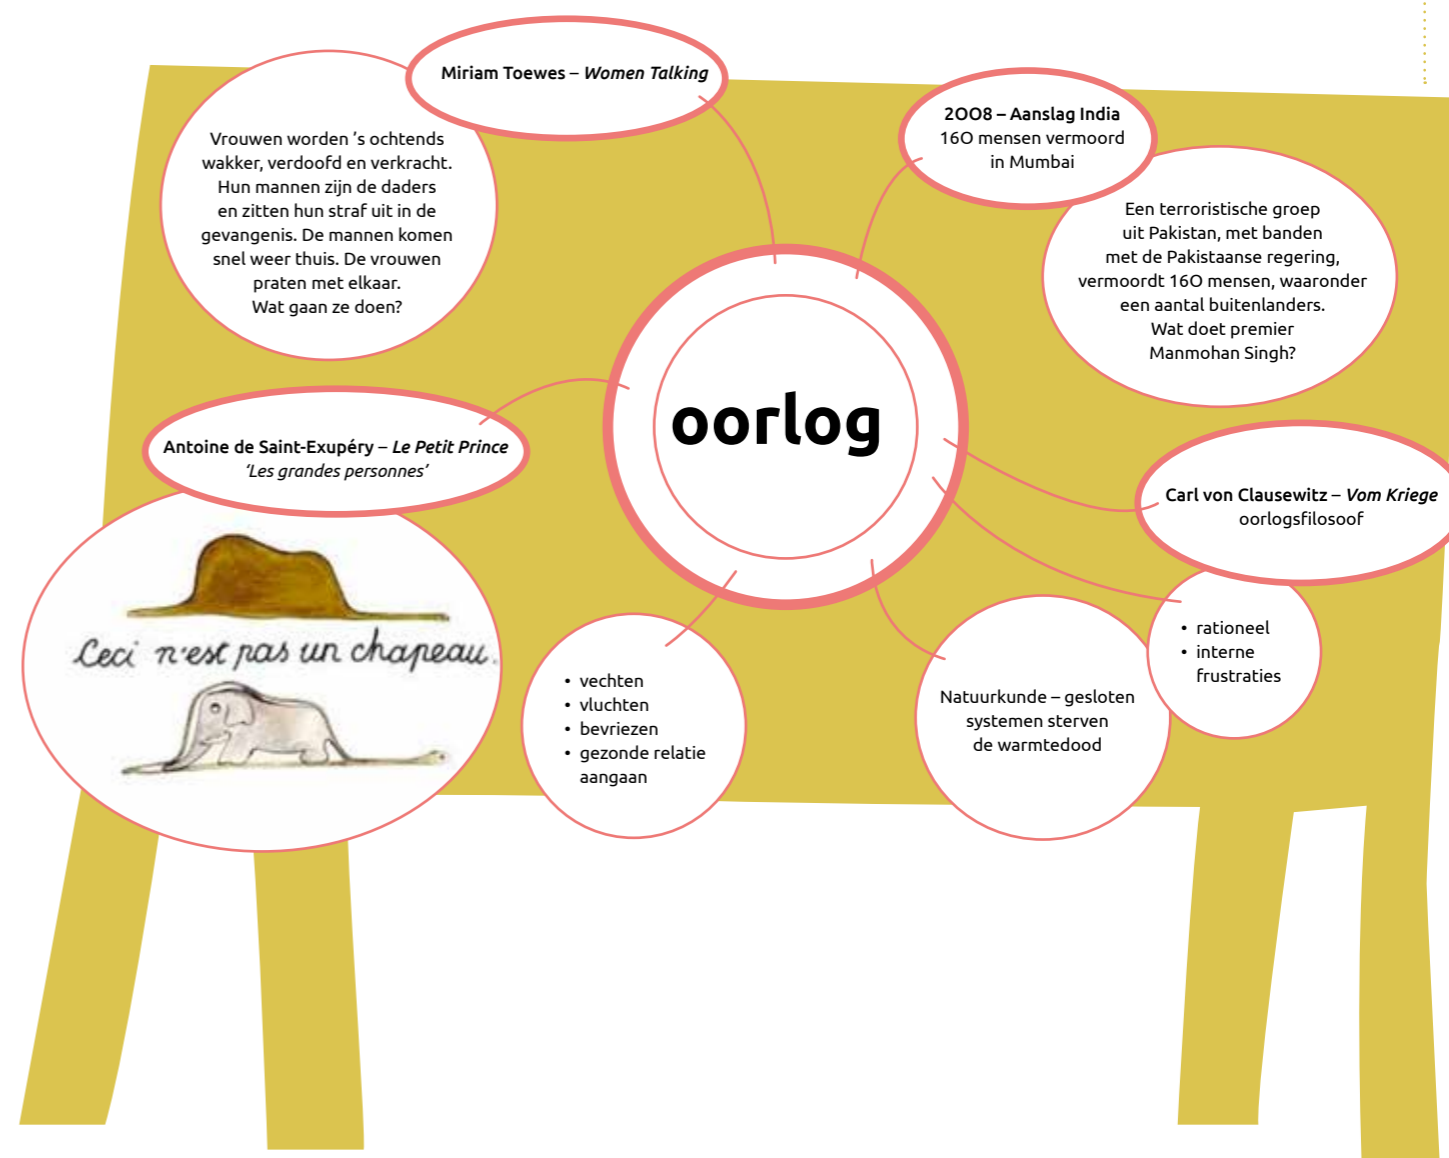 Miriam Toewes – Women Talking
Vrouwen worden ’s ochtends
wakker, verdoofd en verkracht.
Hun mannen zijn de daders
en zitten hun straf uit in de
gevangenis. De mannen komen
snel weer thuis. De vrouwen
praten met elkaar.
Wat gaan ze doen?
2008 – Aanslag India
160 mensen vermoord
in Mumbai
Een terroristische groep
uit Pakistan, met banden
met de Pakistaanse regering,
vermoordt 160 mensen, waaronder
een aantal buitenlanders.
Wat doet premier
Manmohan Singh?
oorlog
Antoine de Saint-Exupéry – Le Petit Prince
‘Les grandes personnes’
Ceci n'est pas un chapeau.
Carl von Clausewitz – Vom Kriege
oorlogsfilosoof
• rationeel
• interne
frustraties
• vechten
• vluchten
• bevriezen
• gezonde relatie
aangaan
Natuurkunde – gesloten
systemen sterven
de warmtedood